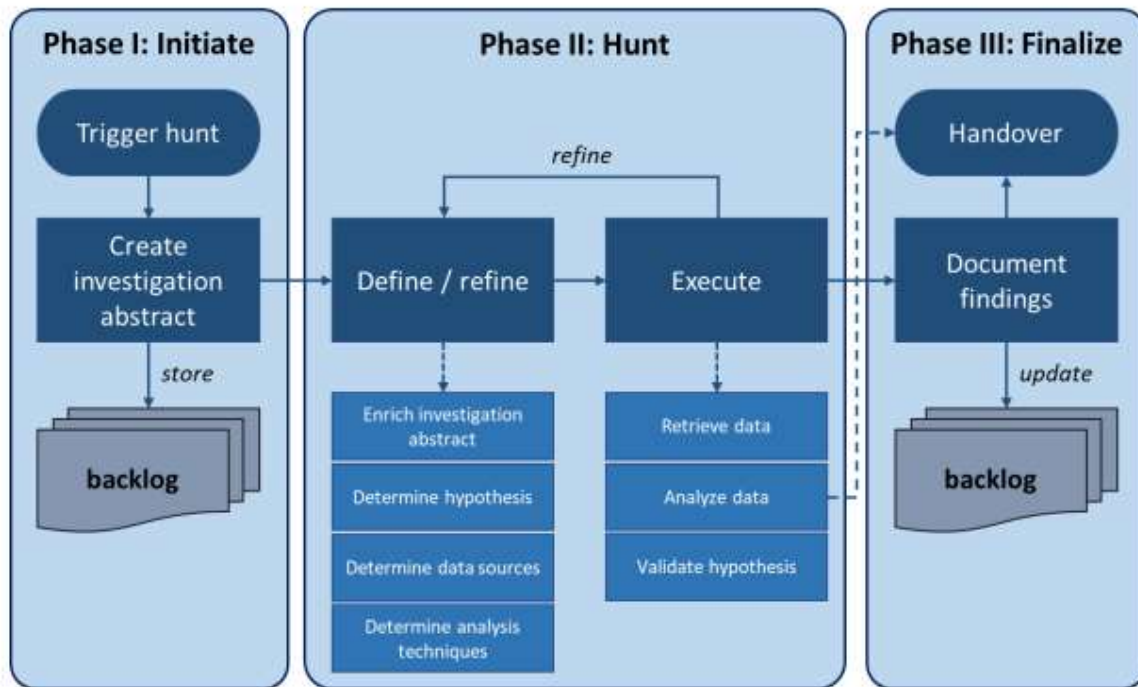 Phase I: Initiate
Trigger hunt
Create
investigation
abstract
store
backlog
Phase II: Hunt
refine
Define / refine
Execute
Enrich investigation
abstract
Determine hypothesis
Determine data sources
Determine analysis
techniques
Retrieve data
Analyze data
Validate hypothesis
Phase III: Finalize
Handover
Document
findings
update
backlog